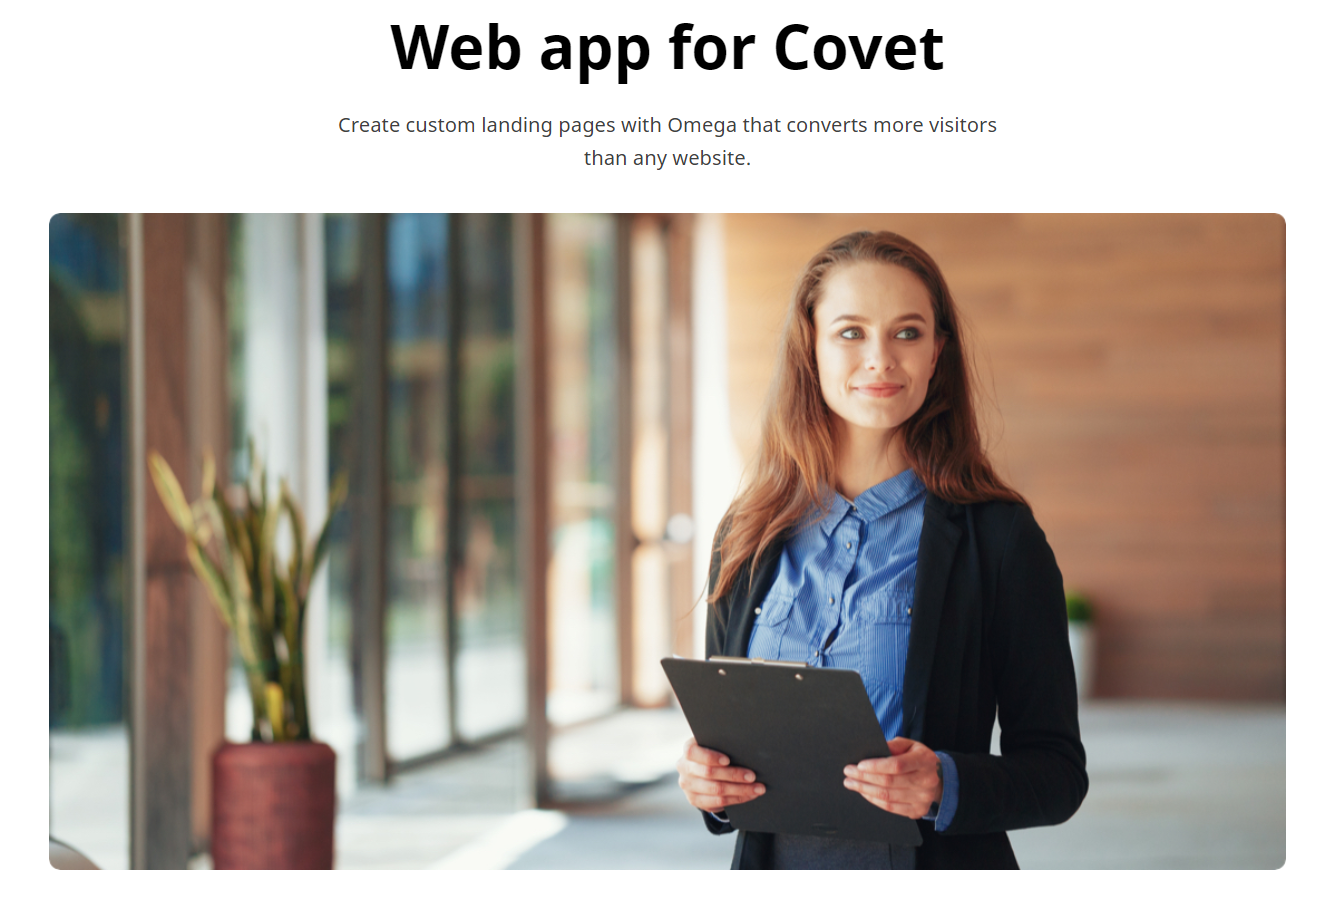 Web app for Covet
Create custom landing pages with Omega that converts more visitors
than any website.